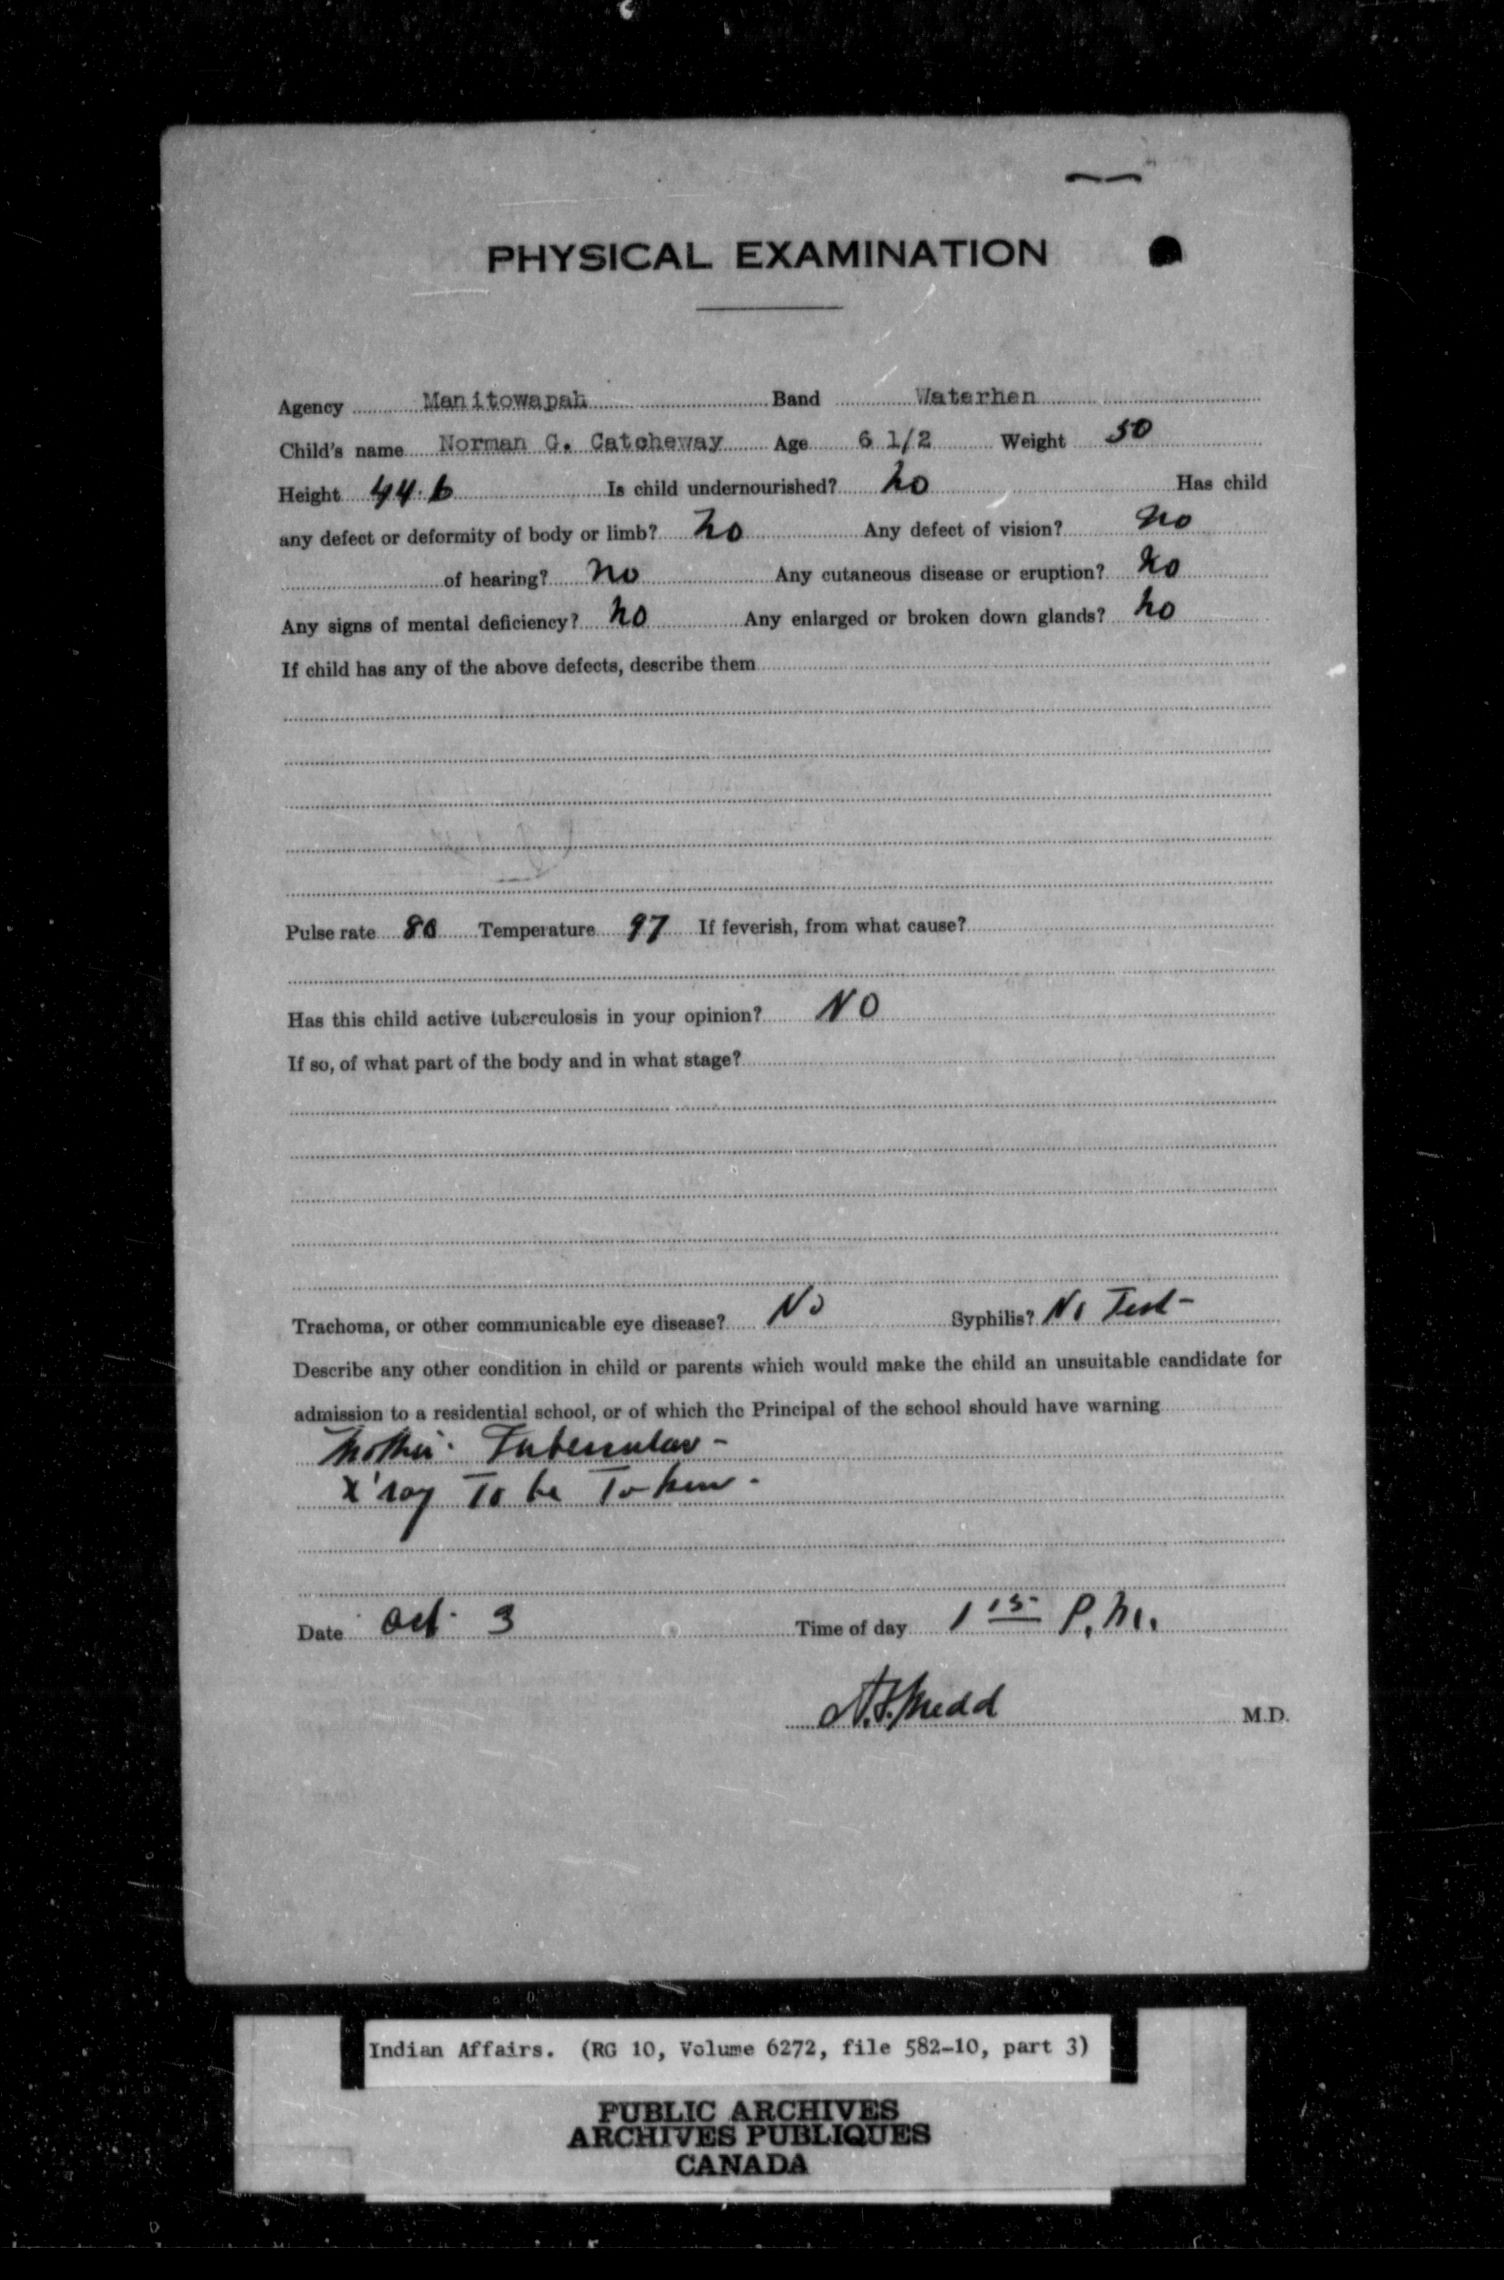 PHYSICAL EXAMINATION
Agency Manitowapah Band Waterhen
Child's name Norman G. Catcheway Age 6 1/2 Weight 50
Height 44.6 Is child undernourished? no Has child
any defect or deformity of body or limb? no Any defect of vision? no
of hearing? no Any cutaneous disease or eruption? no
Any signs of mental deficiency? no Any enlarged or broken down glands? no
If child has any of the above defects, describe them
Pulse rate 80 Temperature 97 If feverish, from what cause?
Has this child active tuberculosis in your opinion? NO
If so, of what part of the body and in what stage?
Trachoma, or other communicable eye disease? No Syphilis? No Test -
Describe any other condition in child or parents which would make the child an unsuitable candidate for
admission to a residential school, or of which the Principal of the school should have warning
Mother. Tubercular -
X'ray To be Taken -
Date Oct. 3 Time of day 1 15 P.M.
M.D.
Indian Affairs. (RG 10, Volume 6272, file 582-10, part 3)
PUBLIC ARCHIVES
ARCHIVES PUBLIQUES
CANADA